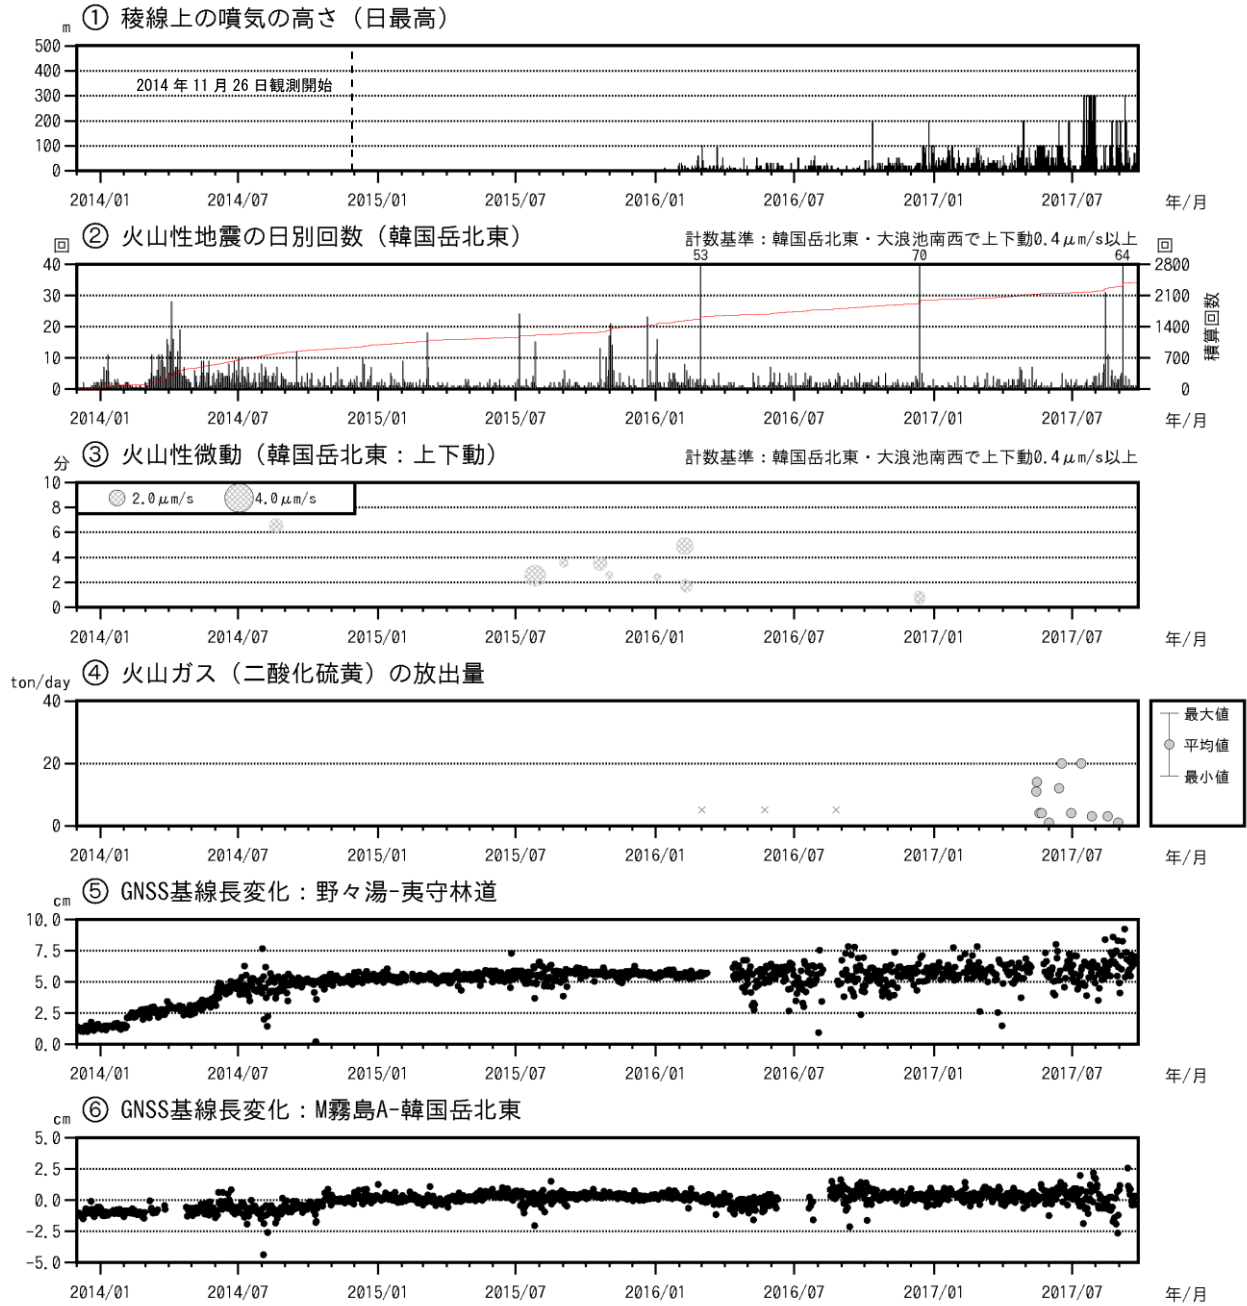 ① 稜線上の噴気の高さ（日最高）
m
500
400
300
200
100
0
2014 年 11 月 26 日観測開始
2014/01 2014/07 2015/01 2015/07 2016/01 2016/07 2017/01 2017/07 年/月
② 火山性地震の日別回数（韓国岳北東）
計数基準：韓国岳北東・大浪池南西で上下動0.4μm/s以上
回
回
53 70 64
40
30
20
10
0
2800
2100
1400
700
0
積算回数
2014/01 2014/07 2015/01 2015/07 2016/01 2016/07 2017/01 2017/07 年/月
③ 火山性微動（韓国岳北東：上下動）
計数基準：韓国岳北東・大浪池南西で上下動0.4μm/s以上
分
10
8
6
4
2
0
2.0μm/s 4.0μm/s
2014/01 2014/07 2015/01 2015/07 2016/01 2016/07 2017/01 2017/07 年/月
④ 火山ガス（二酸化硫黄）の放出量
ton/day
40
20
0
最大値
平均値
最小値
2014/01 2014/07 2015/01 2015/07 2016/01 2016/07 2017/01 2017/07 年/月
⑤ GNSS基線長変化：野々湯-夷守林道
cm
10.0
7.5
5.0
2.5
0.0
2014/01 2014/07 2015/01 2015/07 2016/01 2016/07 2017/01 2017/07 年/月
⑥ GNSS基線長変化：M霧島A-韓国岳北東
cm
5.0
2.5
0.0
-2.5
-5.0
2014/01 2014/07 2015/01 2015/07 2016/01 2016/07 2017/01 2017/07 年/月